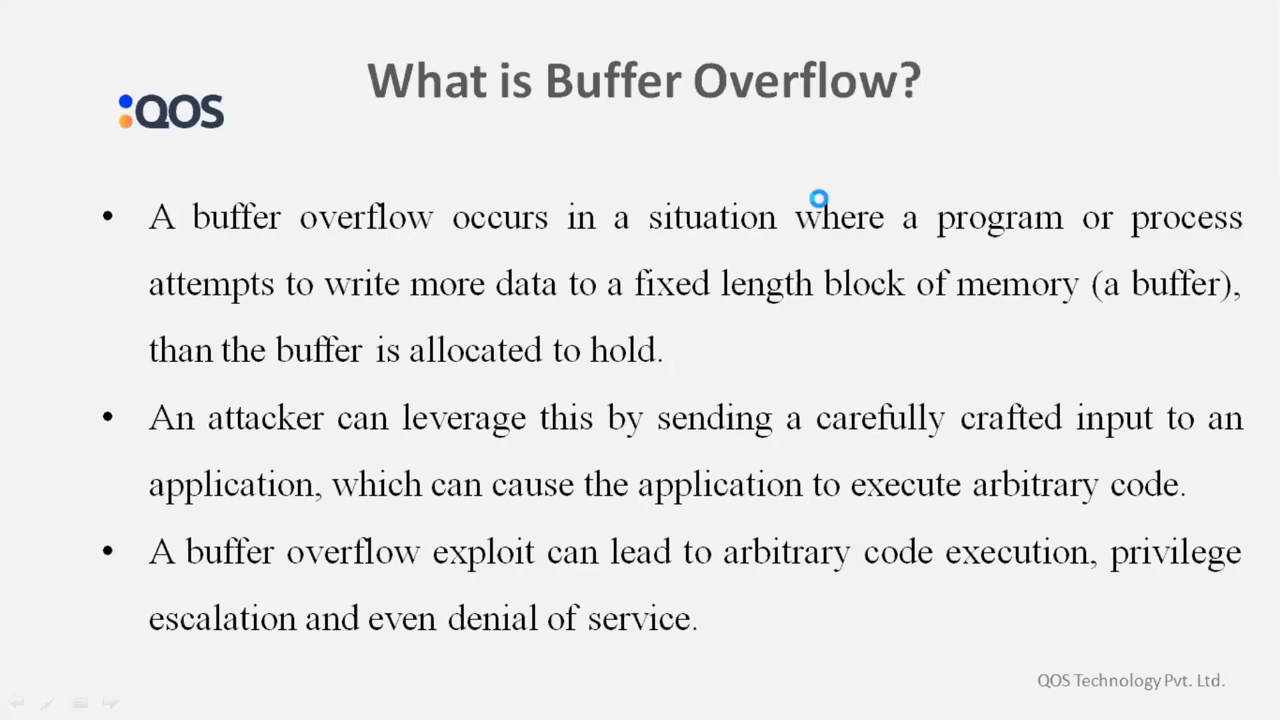 What is Buffer Overflow?
:QOS
• A buffer overflow occurs in a situation where a program or process
attempts to write more data to a fixed length block of memory (a buffer),
than the buffer is allocated to hold.
• An attacker can leverage this by sending a carefully crafted input to an
application, which can cause the application to execute arbitrary code.
• A buffer overflow exploit can lead to arbitrary code execution, privilege
escalation and even denial of service.
QOS Technology Pvt. Ltd.